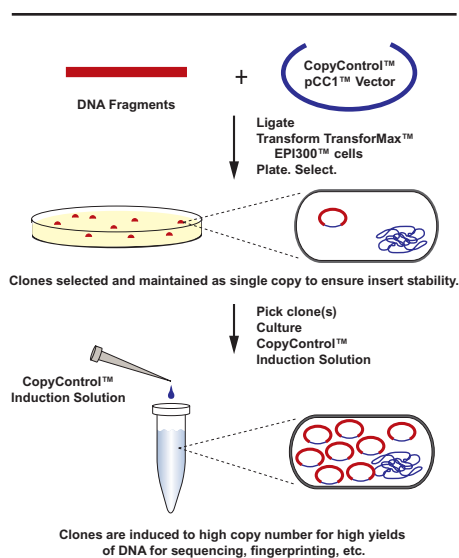 CopyControl™
pCC1™ Vector
+
DNA Fragments
Ligate
Transform TransforMax™
EPI300™ cells
Plate. Select.
Clones selected and maintained as single copy to ensure insert stability.
Pick clone(s)
Culture
CopyControl™
Induction Solution
CopyControl™
Induction Solution
Clones are induced to high copy number for high yields
of DNA for sequencing, fingerprinting, etc.